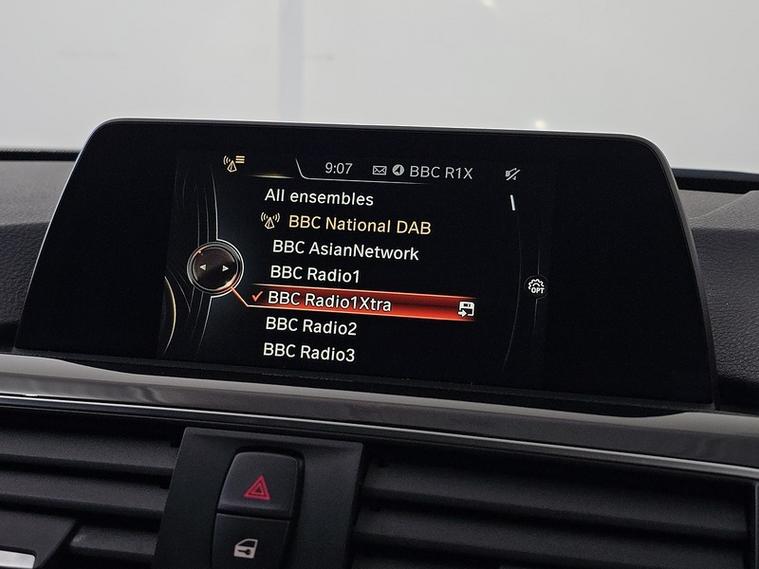 9:07 BBC R1X
All ensembles
BBC National DAB
BBC AsianNetwork
BBC Radio1
BBC Radio1Xtra
BBC Radio2
BBC Radio3
OPT